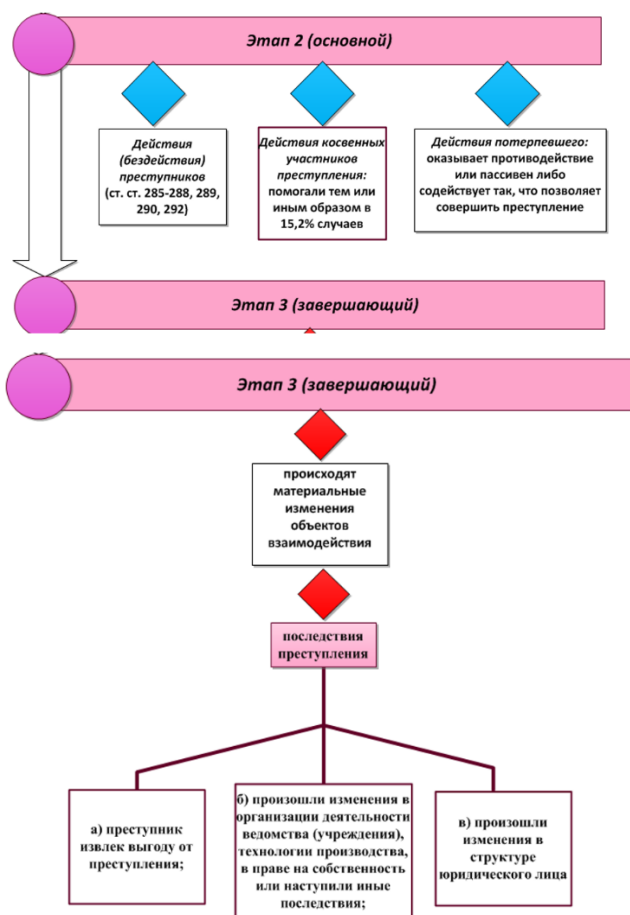 Этап 2 (основной)
Действия
(бездействия)
преступников
(ст. ст. 285-288, 289,
290, 292)
Действия косвенных
участников
преступления:
помогали тем или
иным образом в
15,2% случаев
Действия потерпевшего:
оказывает противодействие
или пассивен либо
содействует так, что позволяет
совершить преступление
Этап 3 (завершающий)
Этап 3 (завершающий)
происходят
материальные
изменения
объектов
взаимодействия
последствия
преступления
а) преступник
извлек выгоду от
преступления;
б) произошли изменения в
организации деятельности
ведомства (учреждения),
технологии производства,
в праве на собственность
или наступили иные
последствия;
в) произошли
изменения в
структуре
юридического лица